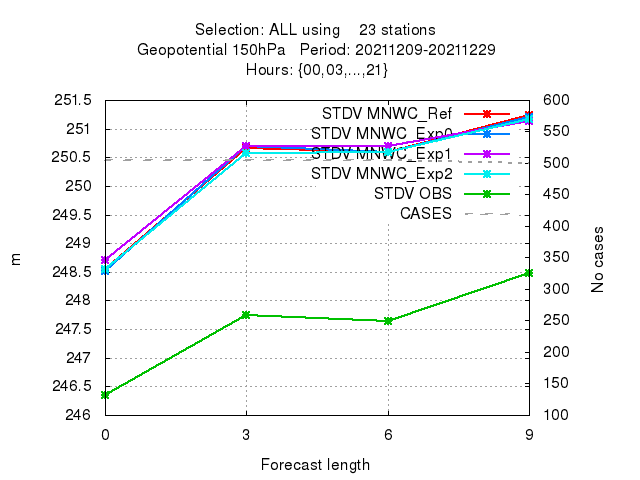 Selection: ALL using 23 stations
Geopotential 150hPa Period: 20211209-20211229
Hours: {00,03,...,21}
251.5
251
250.5
250
249.5
249
248.5
248
247.5
247
246.5
246
600
550
500
450
400
350
300
250
200
150
100
STDV MNWC_Ref
STDV MNWC_Exp0
STDV MNWC_Exp1
STDV MNWC_Exp2
STDV OBS
CASES
m
No cases
0 3 6 9
Forecast length